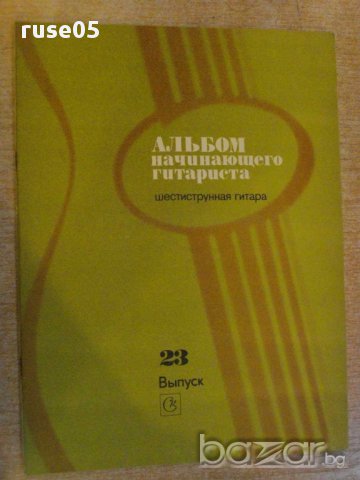 ruse05
АЛЬБОМ
начинающего
гитариста
шестиструнная гитара
23
Выпуск
bazar.bg